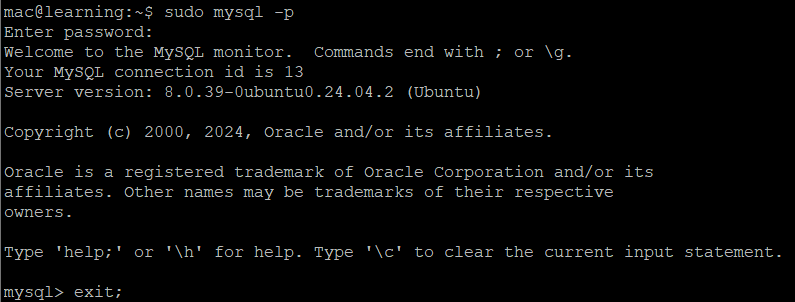 mac@learning:~$ sudo mysql -p
Enter password:
Welcome to the MySQL monitor.  Commands end with ; or \g.
Your MySQL connection id is 13
Server version: 8.0.39-0ubuntu0.24.04.2 (Ubuntu)
Copyright (c) 2000, 2024, Oracle and/or its affiliates.
Oracle is a registered trademark of Oracle Corporation and/or its
affiliates. Other names may be trademarks of their respective
owners.
Type 'help;' or '\h' for help. Type '\c' to clear the current input statement.
mysql> exit;